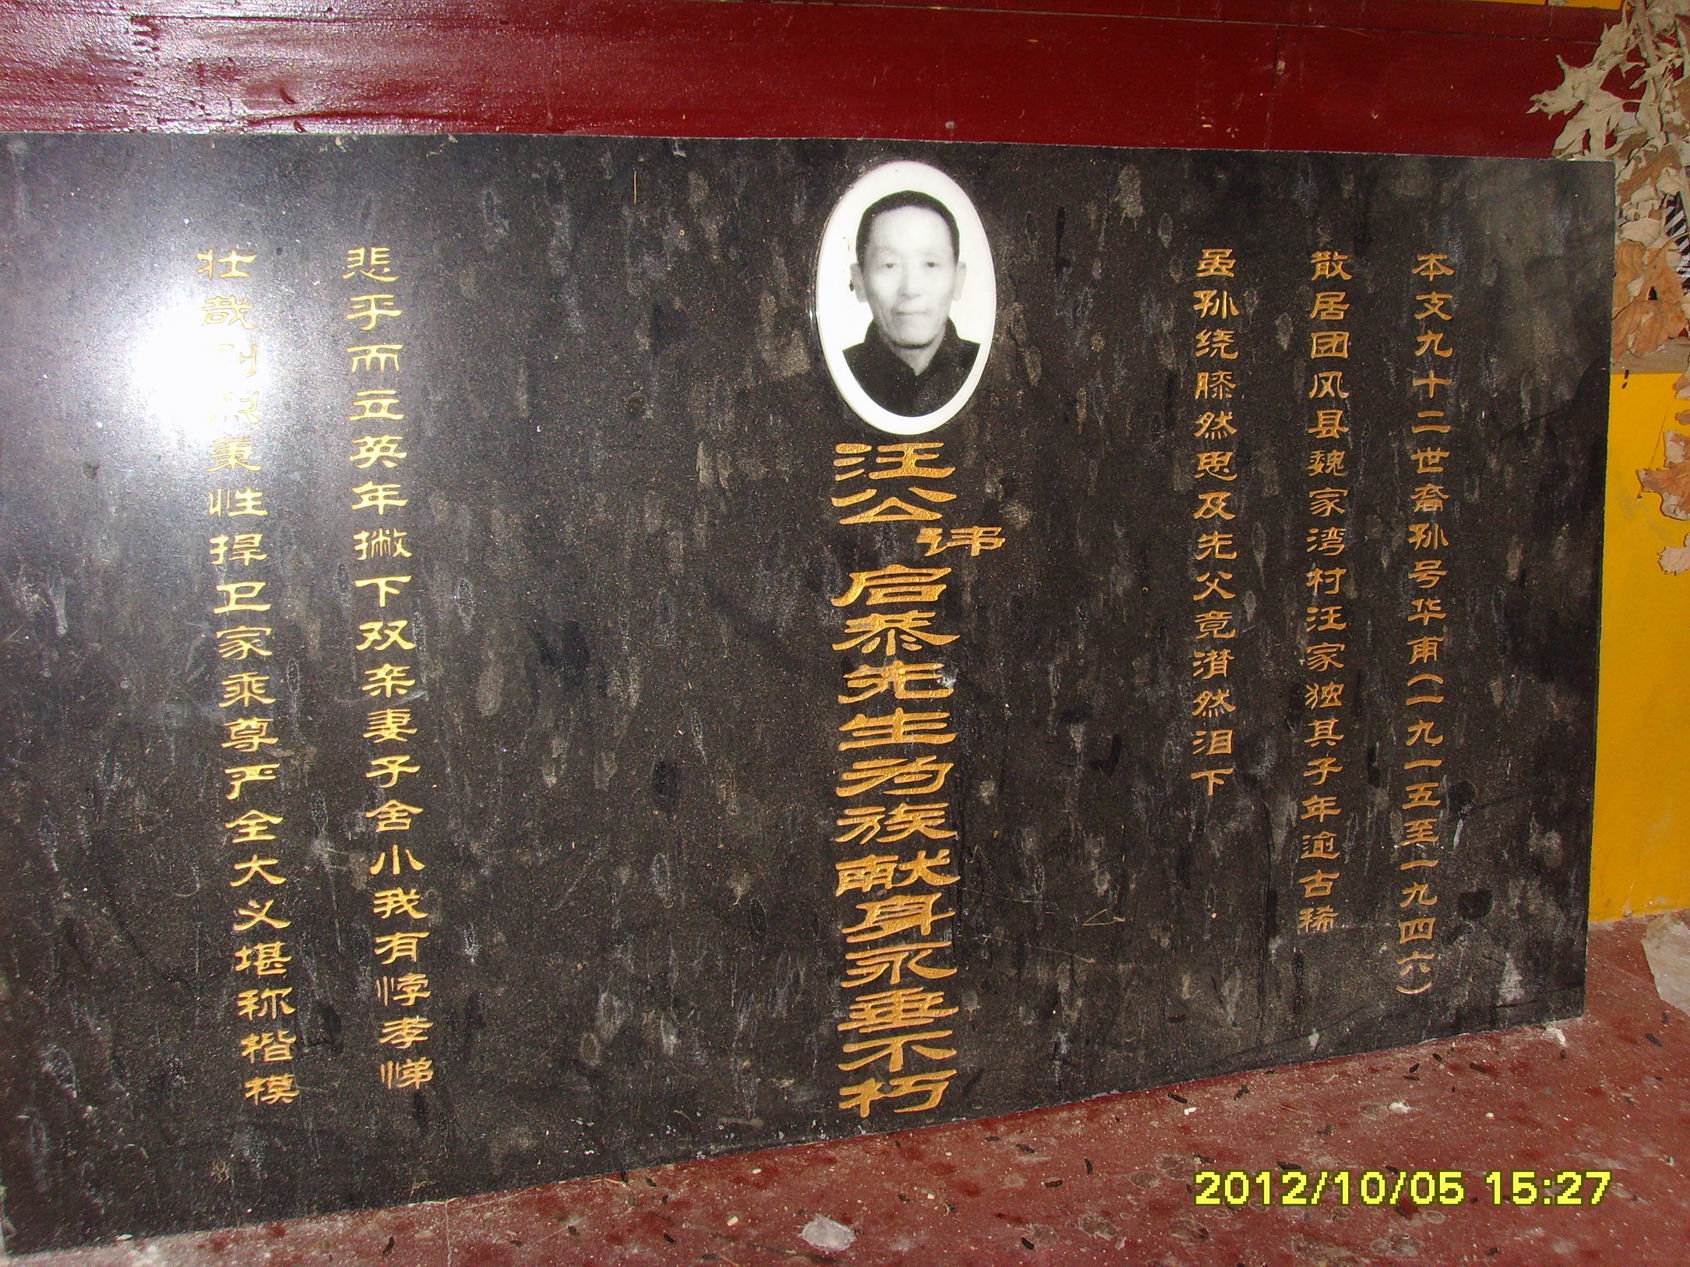 本支九十二世裔孙号华甫（一九一五至一九四六）
散居团风县魏家湾村汪家独其子年逾古稀
虽孙绕膝然思及先父竟潸然泪下
汪公讳启泰先生为族献身永垂不朽
悲乎而立英年撇下双亲妻子舍小我有悖孝悌
壮哉刚烈秉性捍卫家乘尊严全大义堪称楷模
2012/10/05 15:27